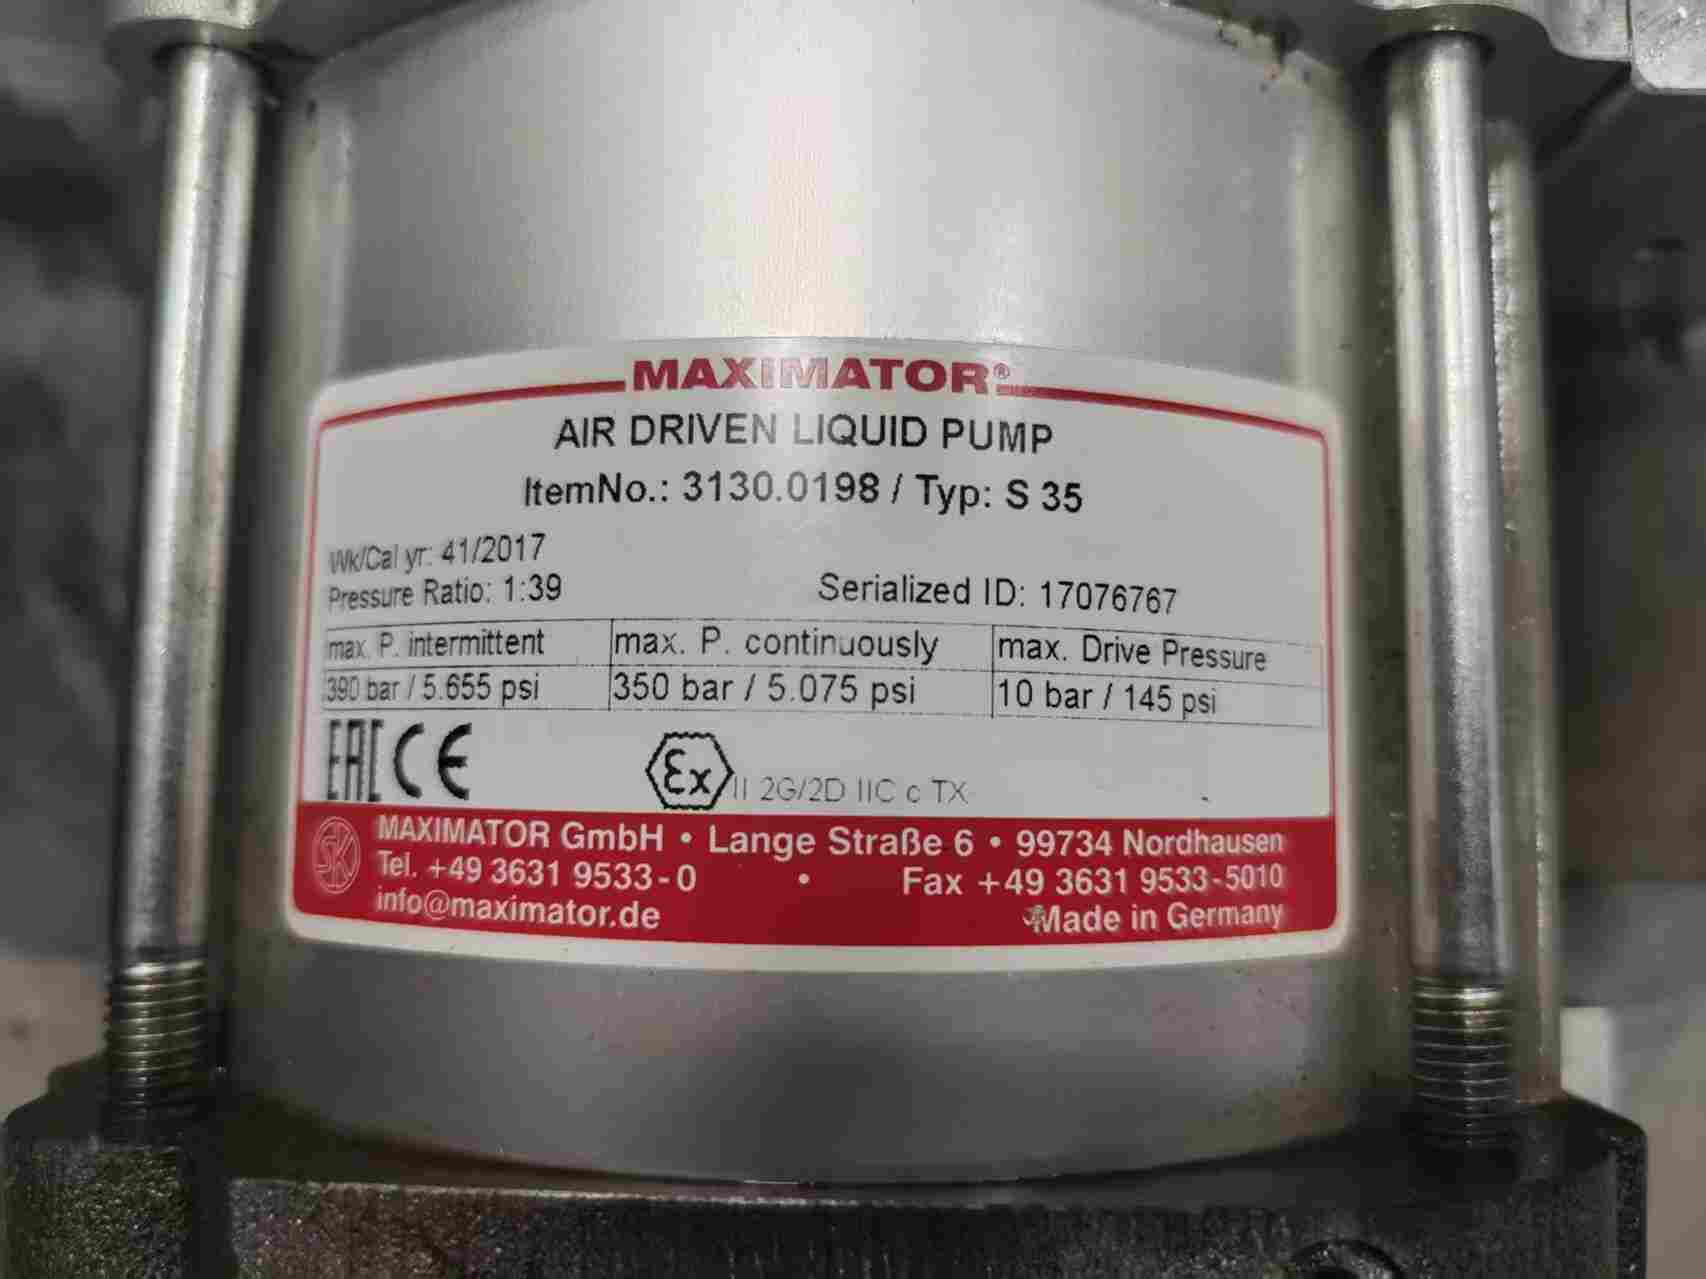 MAXIMATOR®
AIR DRIVEN LIQUID PUMP
ItemNo.: 3130.0198 / Typ: S 35
Wk/Cal yr: 41/2017
Pressure Ratio: 1:39 Serialized ID: 17076767
max. P. intermittent max. P. continuously max. Drive Pressure
390 bar / 5.655 psi 350 bar / 5.075 psi 10 bar / 145 psi
EAC CE Ex II 2G/2D IIC c TX
SK MAXIMATOR GmbH • Lange Straße 6 • 99734 Nordhausen
Tel. +49 3631 9533-0 • Fax +49 3631 9533-5010
info@maximator.de Made in Germany